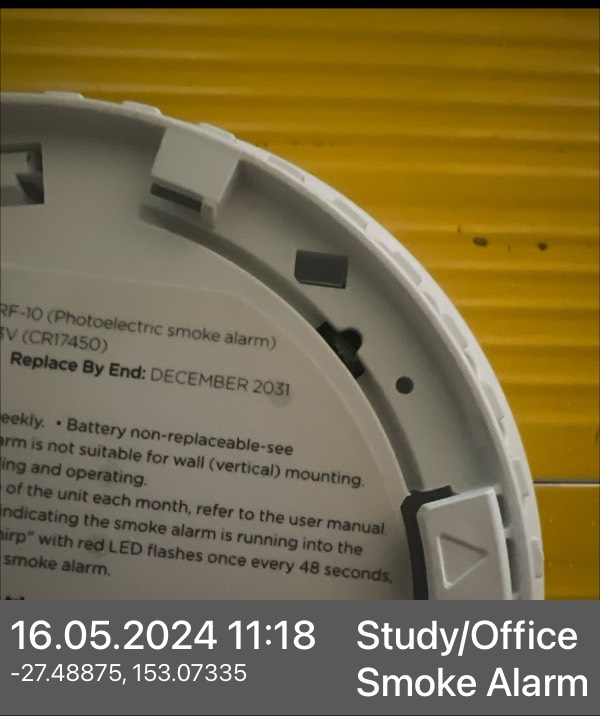 RF-10 (Photoelectric smoke alarm)
3V (CR17450)
Replace By End: DECEMBER 2031
eekly. • Battery non-replaceable-see
arm is not suitable for wall (vertical) mounting.
ing and operating.
of the unit each month, refer to the user manual.
indicating the smoke alarm is running into the
hirp" with red LED flashes once every 48 seconds,
smoke alarm.
16.05.2024 11:18
-27.48875, 153.07335
Study/Office
Smoke Alarm